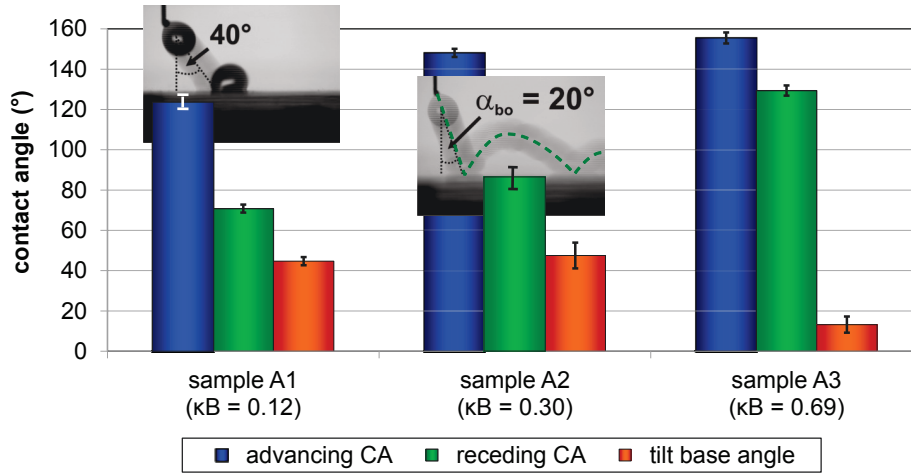 contact angle (°)
160
140
120
100
80
60
40
20
0
40°
αbo = 20°
sample A1
(κB = 0.12)
sample A2
(κB = 0.30)
sample A3
(κB = 0.69)
advancing CA
receding CA
tilt base angle